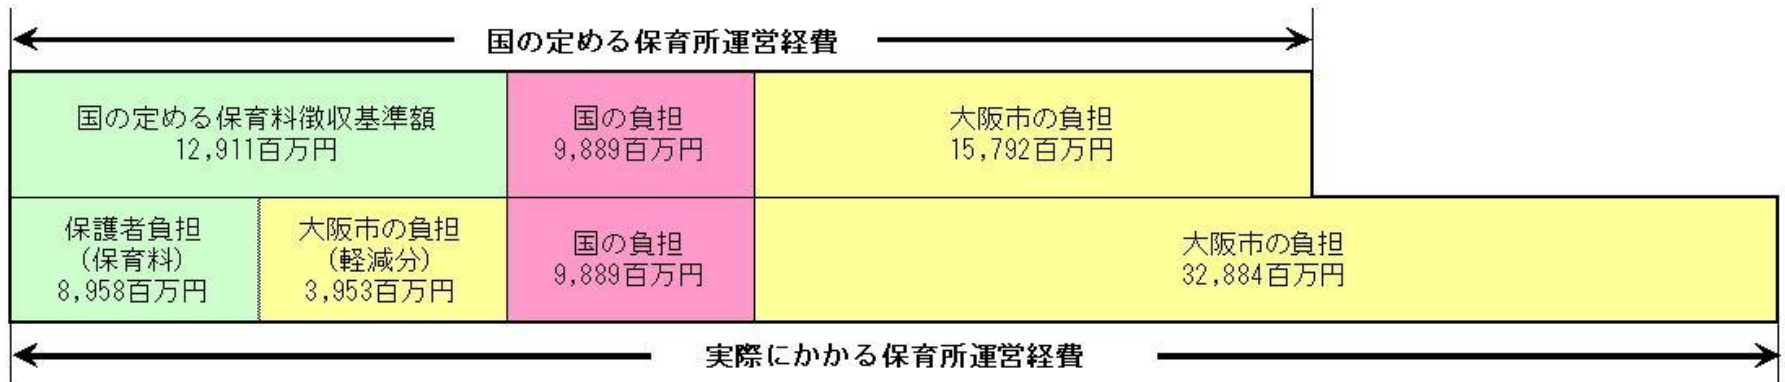 国の定める保育所運営経費
国の定める保育料徴収基準額
12,911百万円
国の負担
9,889百万円
大阪市の負担
15,792百万円
保護者負担
(保育料)
8,958百万円
大阪市の負担
(軽減分)
3,953百万円
国の負担
9,889百万円
大阪市の負担
32,884百万円
実際にかかる保育所運営経費